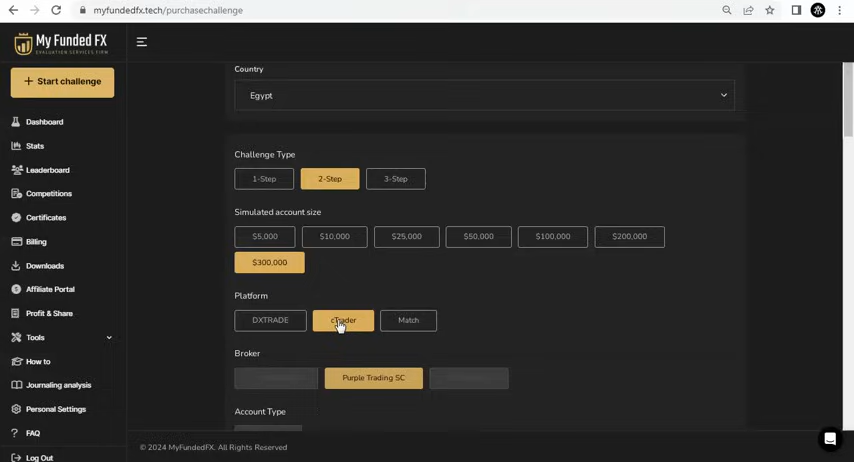 myfundedfx.tech/purchasechallenge
My Funded FX
EVALUATION SERVICES FIRM
+ Start challenge
Dashboard
Stats
Leaderboard
Competitions
Certificates
Billing
Downloads
Affiliate Portal
Profit & Share
Tools
How to
Journaling analysis
Personal Settings
? FAQ
Log Out
Country
Egypt
Challenge Type
1-Step 2-Step 3-Step
Simulated account size
$5,000 $10,000 $25,000 $50,000 $100,000 $200,000
$300,000
Platform
DXTRADE cTrader Match
Broker
Purple Trading SC
Account Type
© 2024 MyFundedFX. All Rights Reserved